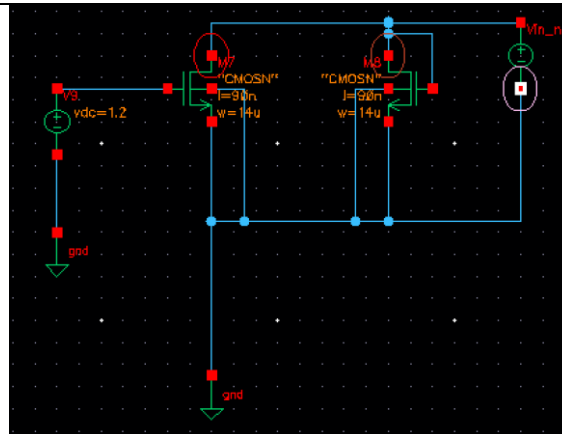 Vin_n
M7
M8
"CMOSN"
"CMOSN"
l=90n
l=90n
w=14u
w=14u
V9
vdc=1.2
gnd
gnd